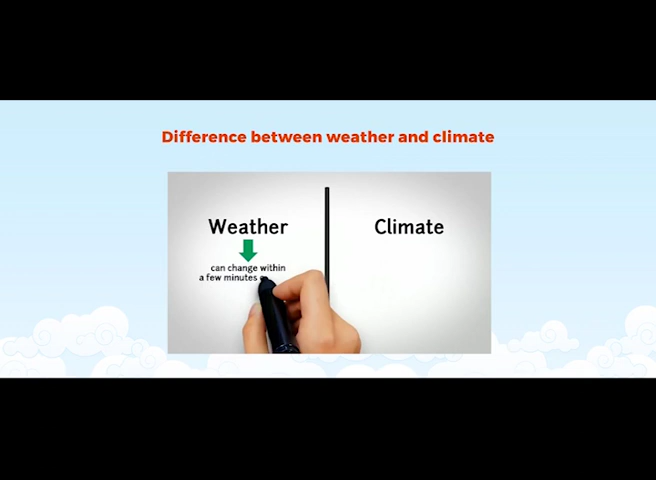 Difference between weather and climate
Weather
Climate
can change within
a few minutes